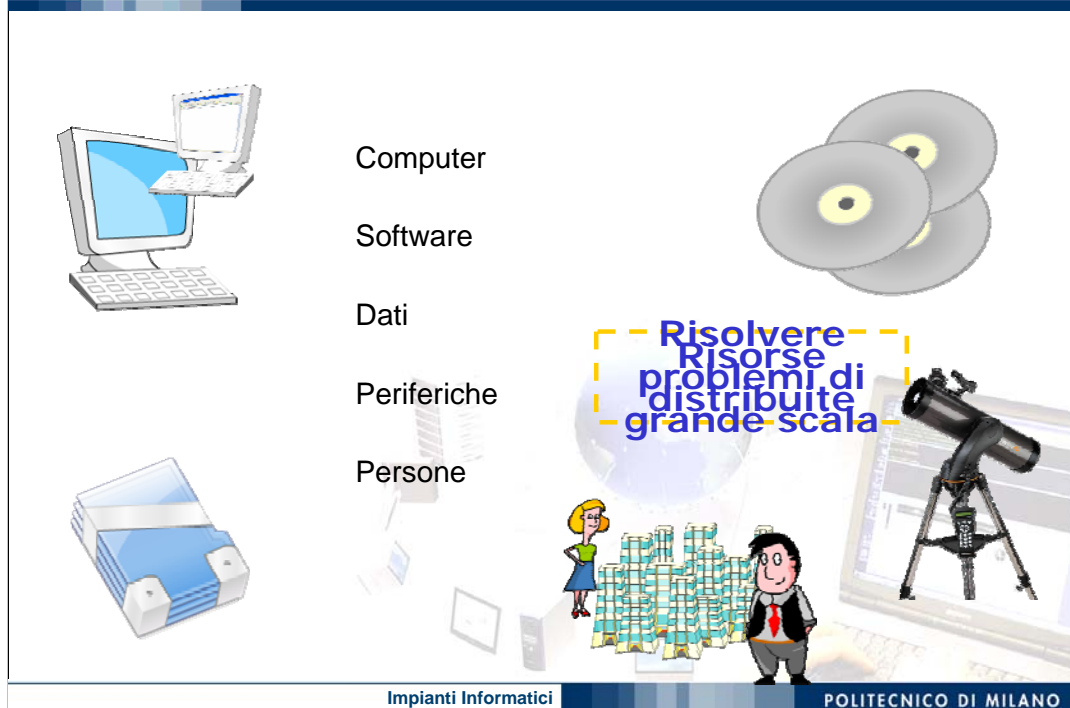 Computer
Software
Dati
Periferiche
Persone
Risolvere
Risorse
problemi di
distribuite
grande scala
Impianti Informatici
POLITECNICO DI MILANO